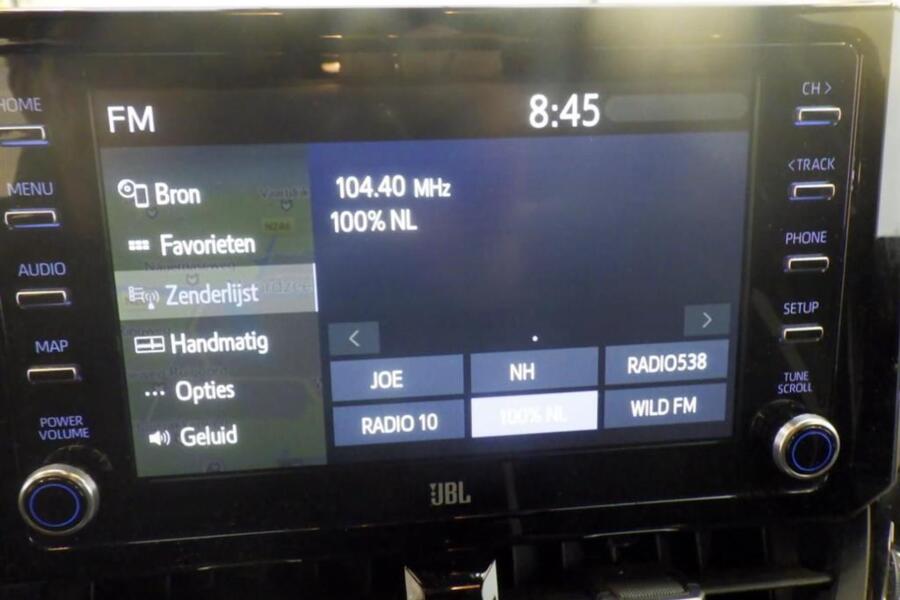 HOME
MENU
AUDIO
MAP
POWER
VOLUME
FM
8:45
Bron
Favorieten
Zenderlijst
Handmatig
Opties
Geluid
N246
104.40 MHz
100% NL
<
>
JOE
NH
RADIO538
RADIO 10
100% NL
WILD FM
JBL
CH >
< TRACK
PHONE
SETUP
TUNE
SCROLL